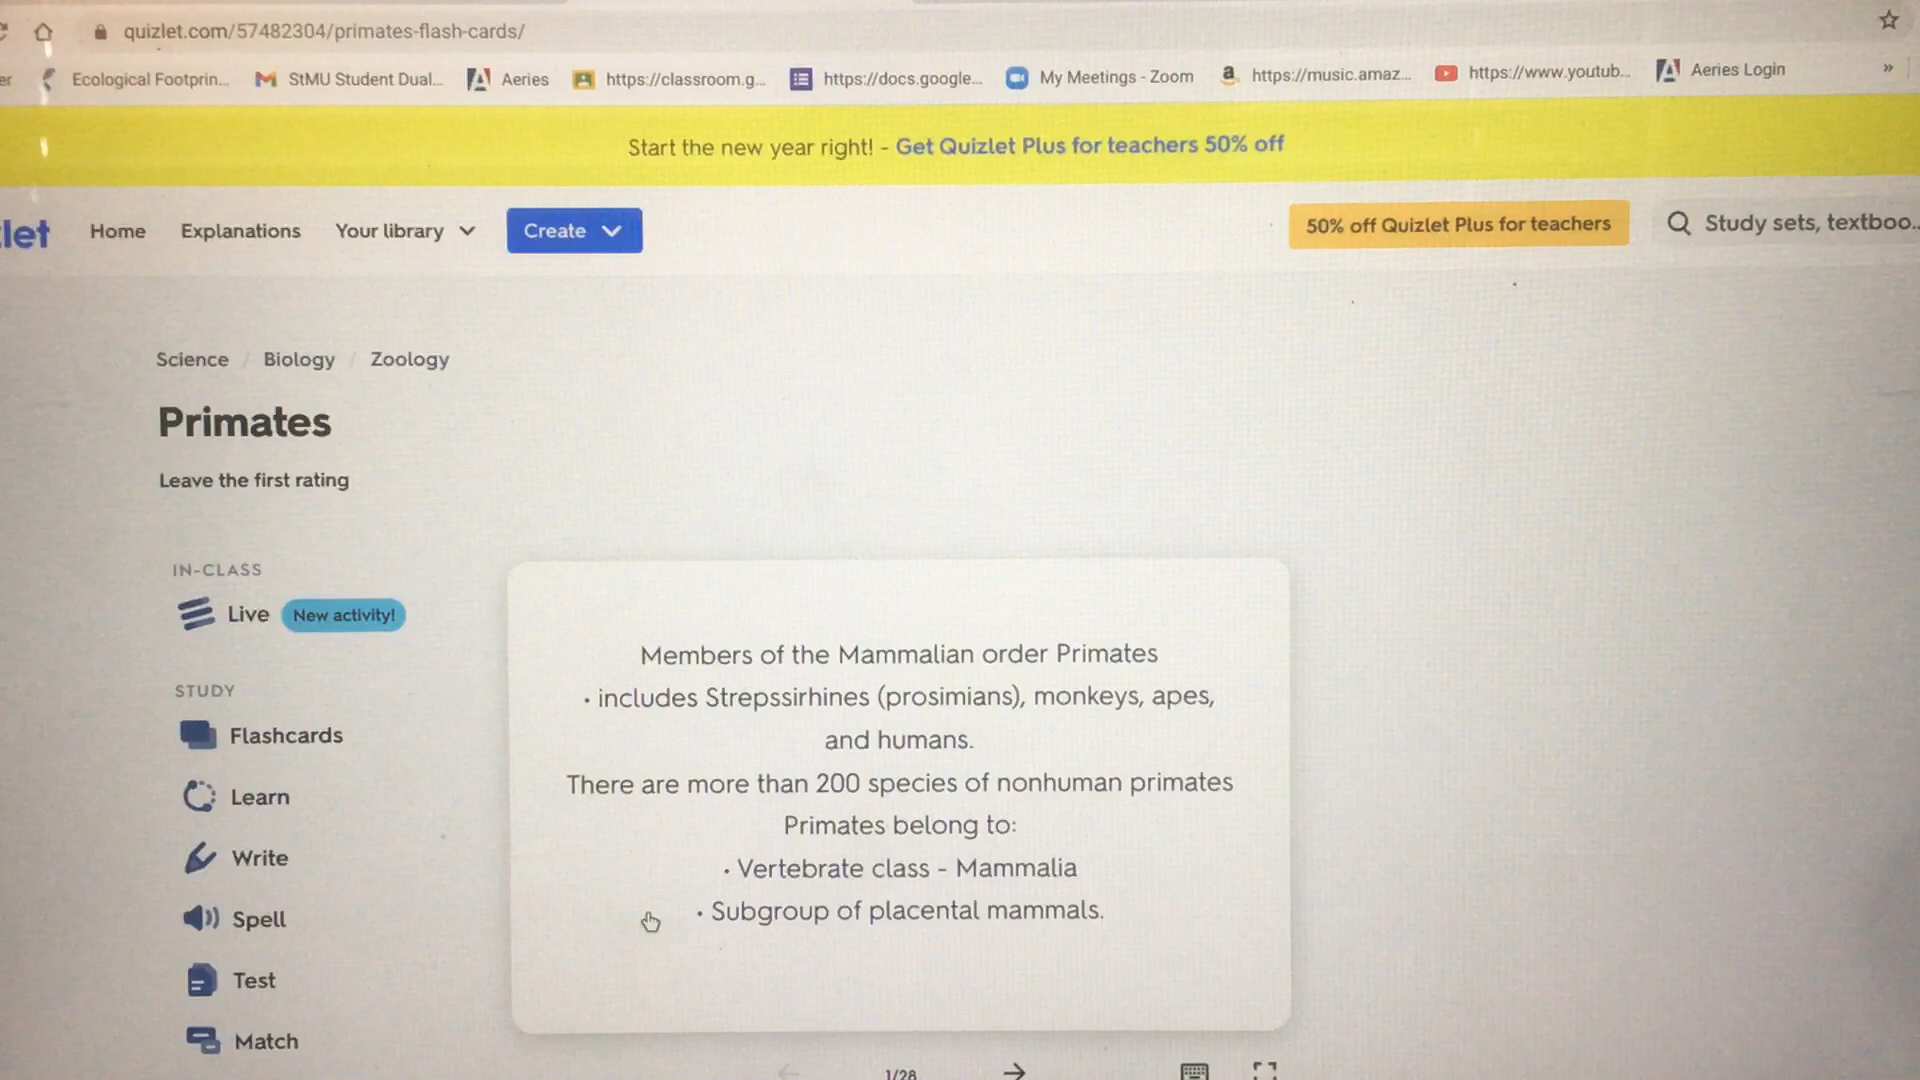 quizlet.com/57482304/primates-flash-cards/
er Ecological Footprin... StMU Student Dual... Aeries https://classroom.g... https://docs.google... My Meetings - Zoom https://music.amaz... https://www.youtub... Aeries Login »
Start the new year right! - Get Quizlet Plus for teachers 50% off
zlet Home Explanations Your library Create 50% off Quizlet Plus for teachers Study sets, textboo...
Science / Biology / Zoology
Primates
Leave the first rating
IN-CLASS
Live New activity!
STUDY
Flashcards
Learn
Write
Spell
Test
Match
Members of the Mammalian order Primates
• includes Strepssirhines (prosimians), monkeys, apes,
and humans.
There are more than 200 species of nonhuman primates
Primates belong to:
• Vertebrate class - Mammalia
• Subgroup of placental mammals.
1/28